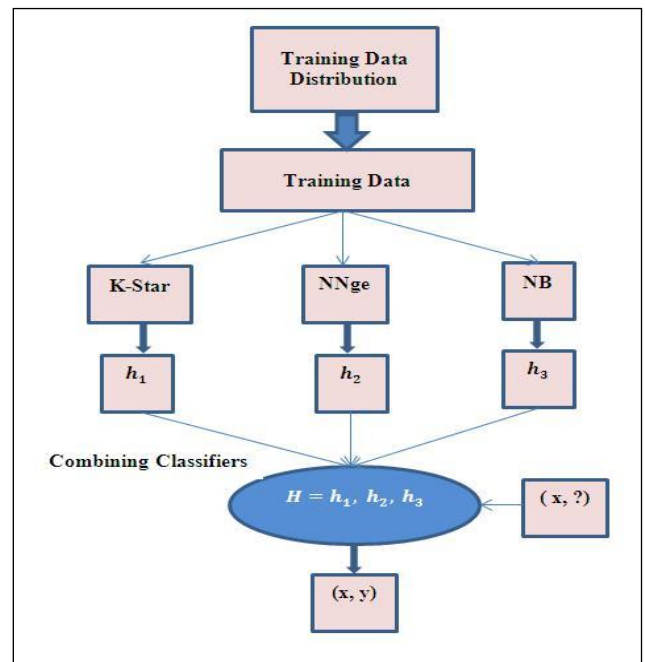 Training Data
Distribution
Training Data
K-Star
NNge
NB
h₁
h₂
h₃
Combining Classifiers
H = h₁, h₂, h₃
( x, ?)
(x, y)